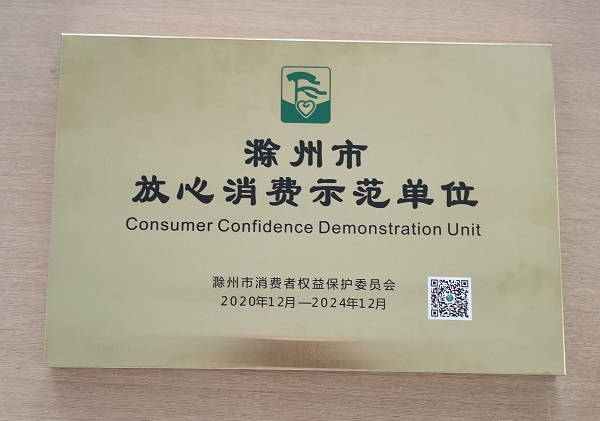 滁州市
放心消费示范单位
Consumer Confidence Demonstration Unit
滁州市消费者权益保护委员会
2020年12月—2024年12月